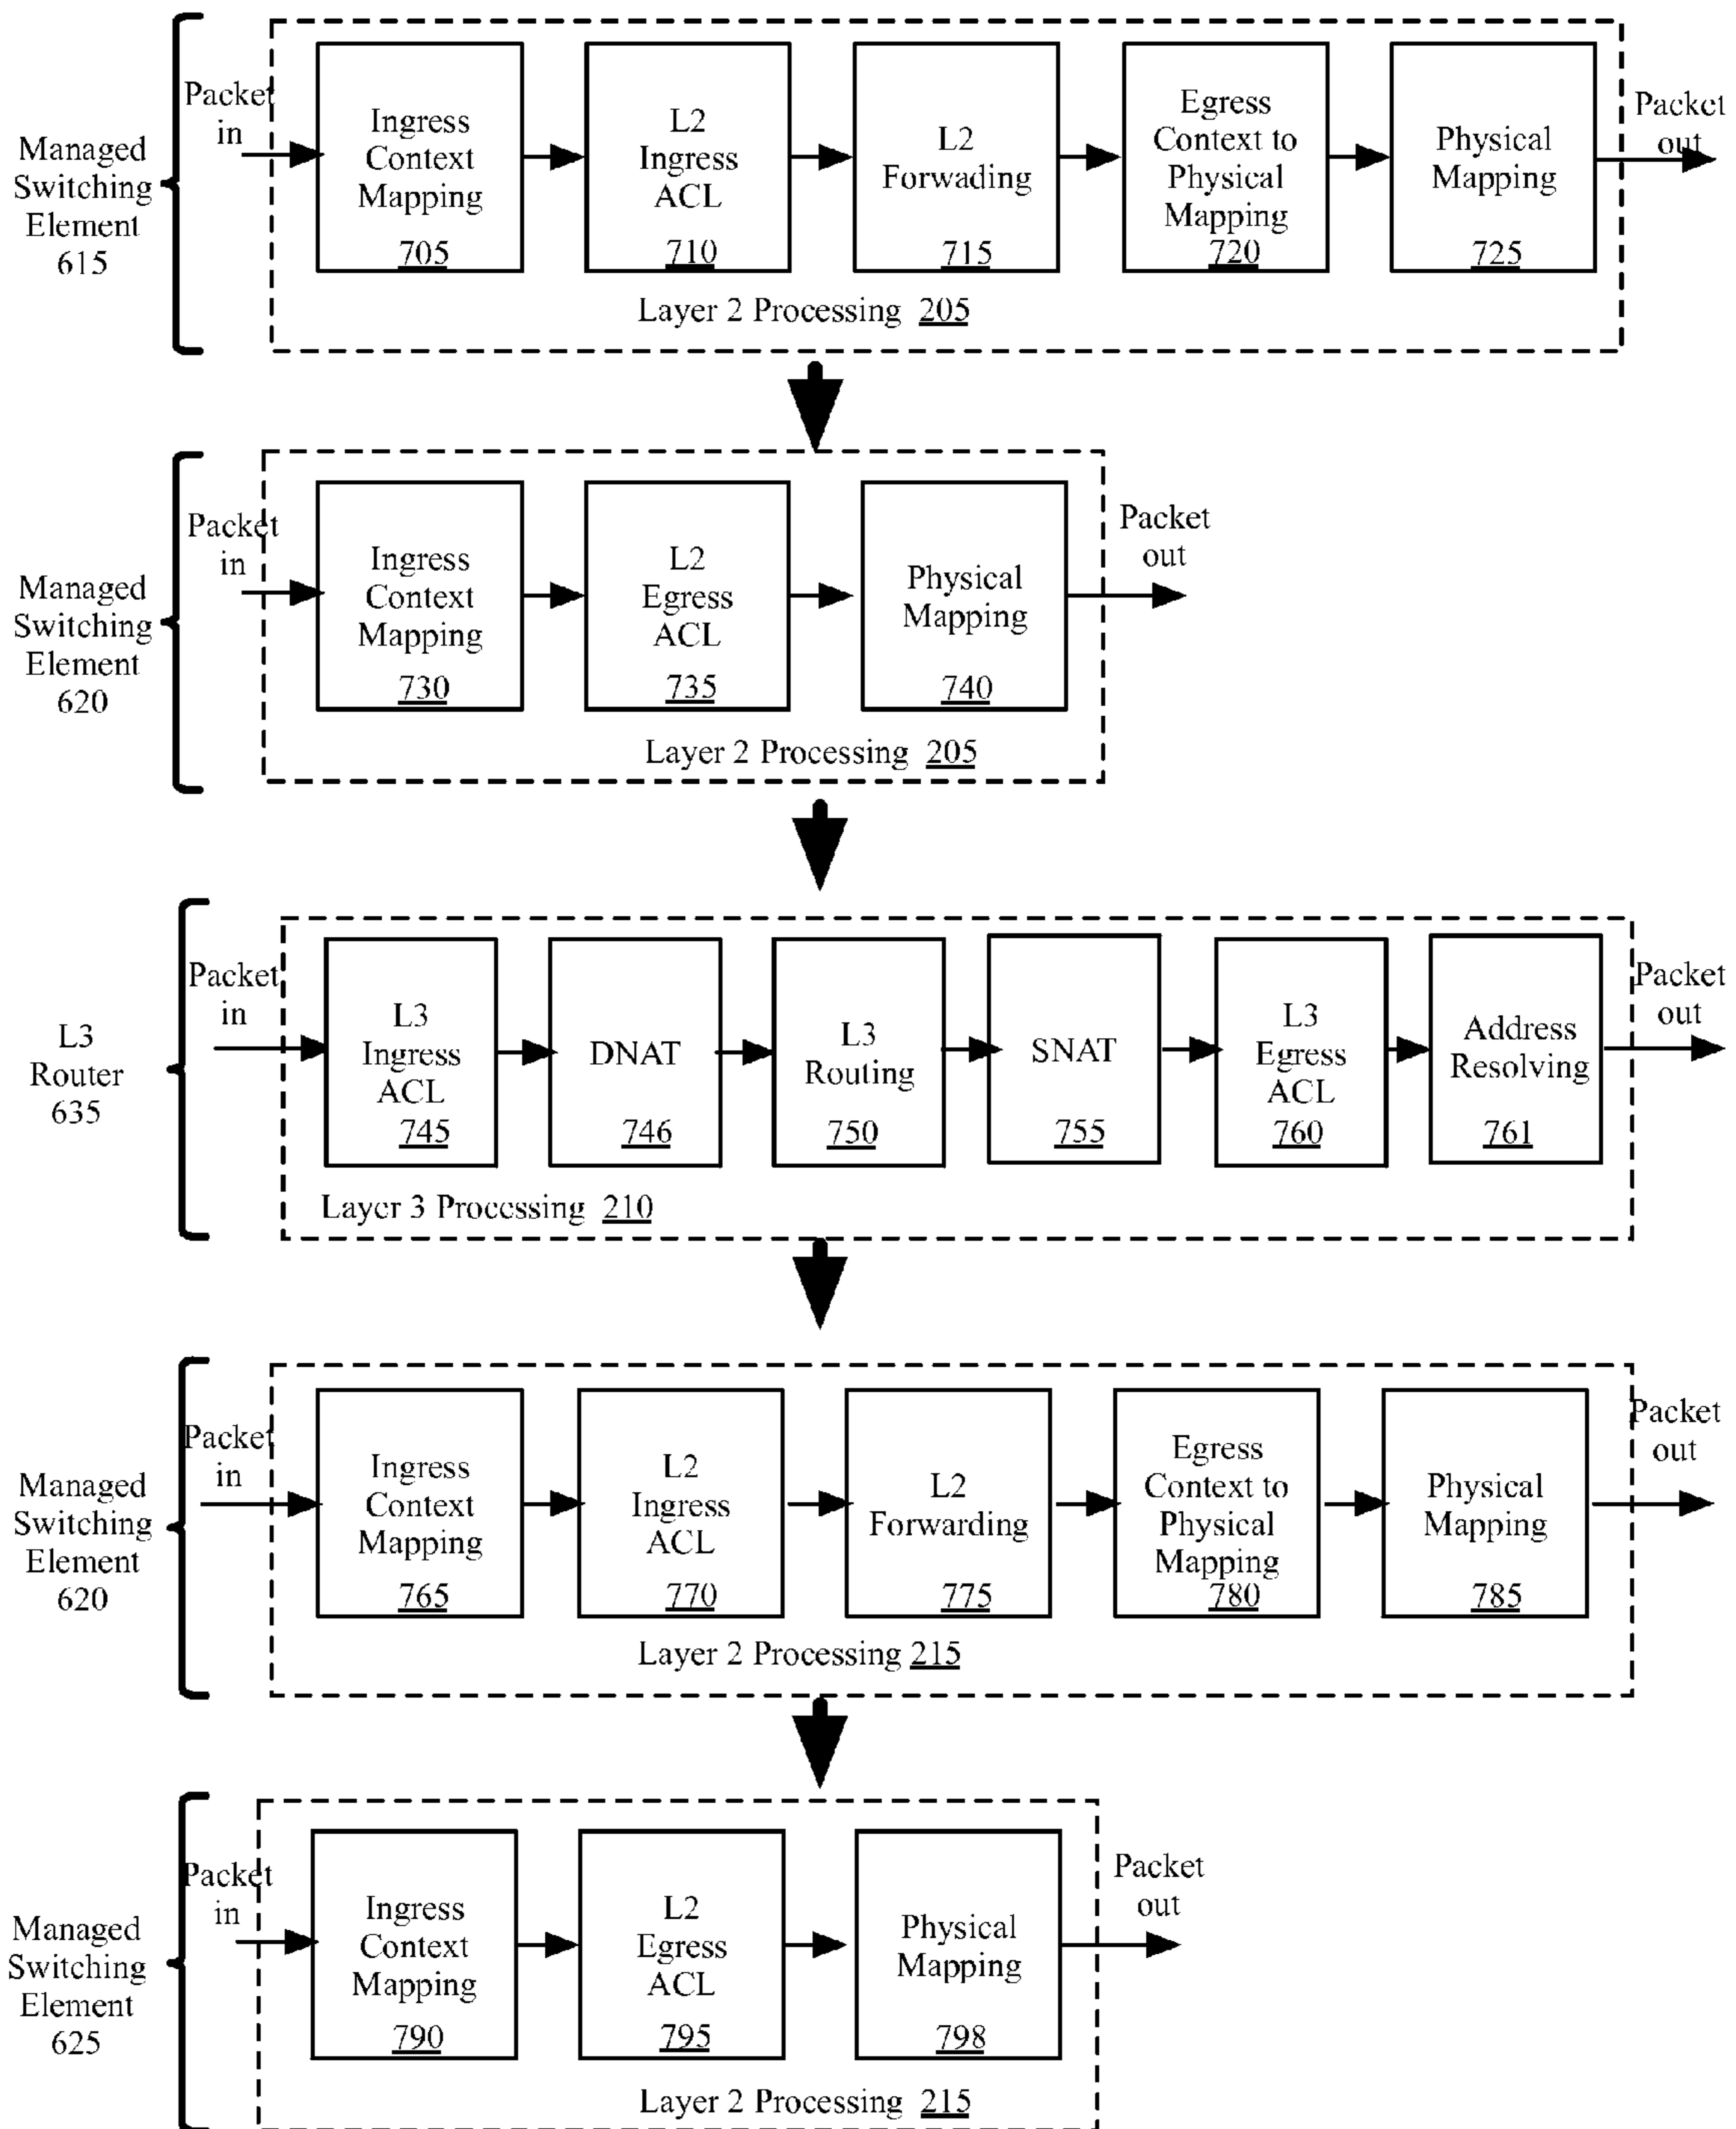 Managed
Switching
Element
615
Packet
in
Ingress
Context
Mapping
705
L2
Ingress
ACL
710
L2
Forwading
715
Egress
Context to
Physical
Mapping
720
Physical
Mapping
725
Packet
out
Layer 2 Processing 205
Managed
Switching
Element
620
Packet
in
Ingress
Context
Mapping
730
L2
Egress
ACL
735
Physical
Mapping
740
Packet
out
Layer 2 Processing 205
L3
Router
635
Packet
in
L3
Ingress
ACL
745
DNAT
746
L3
Routing
750
SNAT
755
L3
Egress
ACL
760
Address
Resolving
761
Packet
out
Layer 3 Processing 210
Managed
Switching
Element
620
Packet
in
Ingress
Context
Mapping
765
L2
Ingress
ACL
770
L2
Forwarding
775
Egress
Context to
Physical
Mapping
780
Physical
Mapping
785
Packet
out
Layer 2 Processing 215
Managed
Switching
Element
625
Packet
in
Ingress
Context
Mapping
790
L2
Egress
ACL
795
Physical
Mapping
798
Packet
out
Layer 2 Processing 215